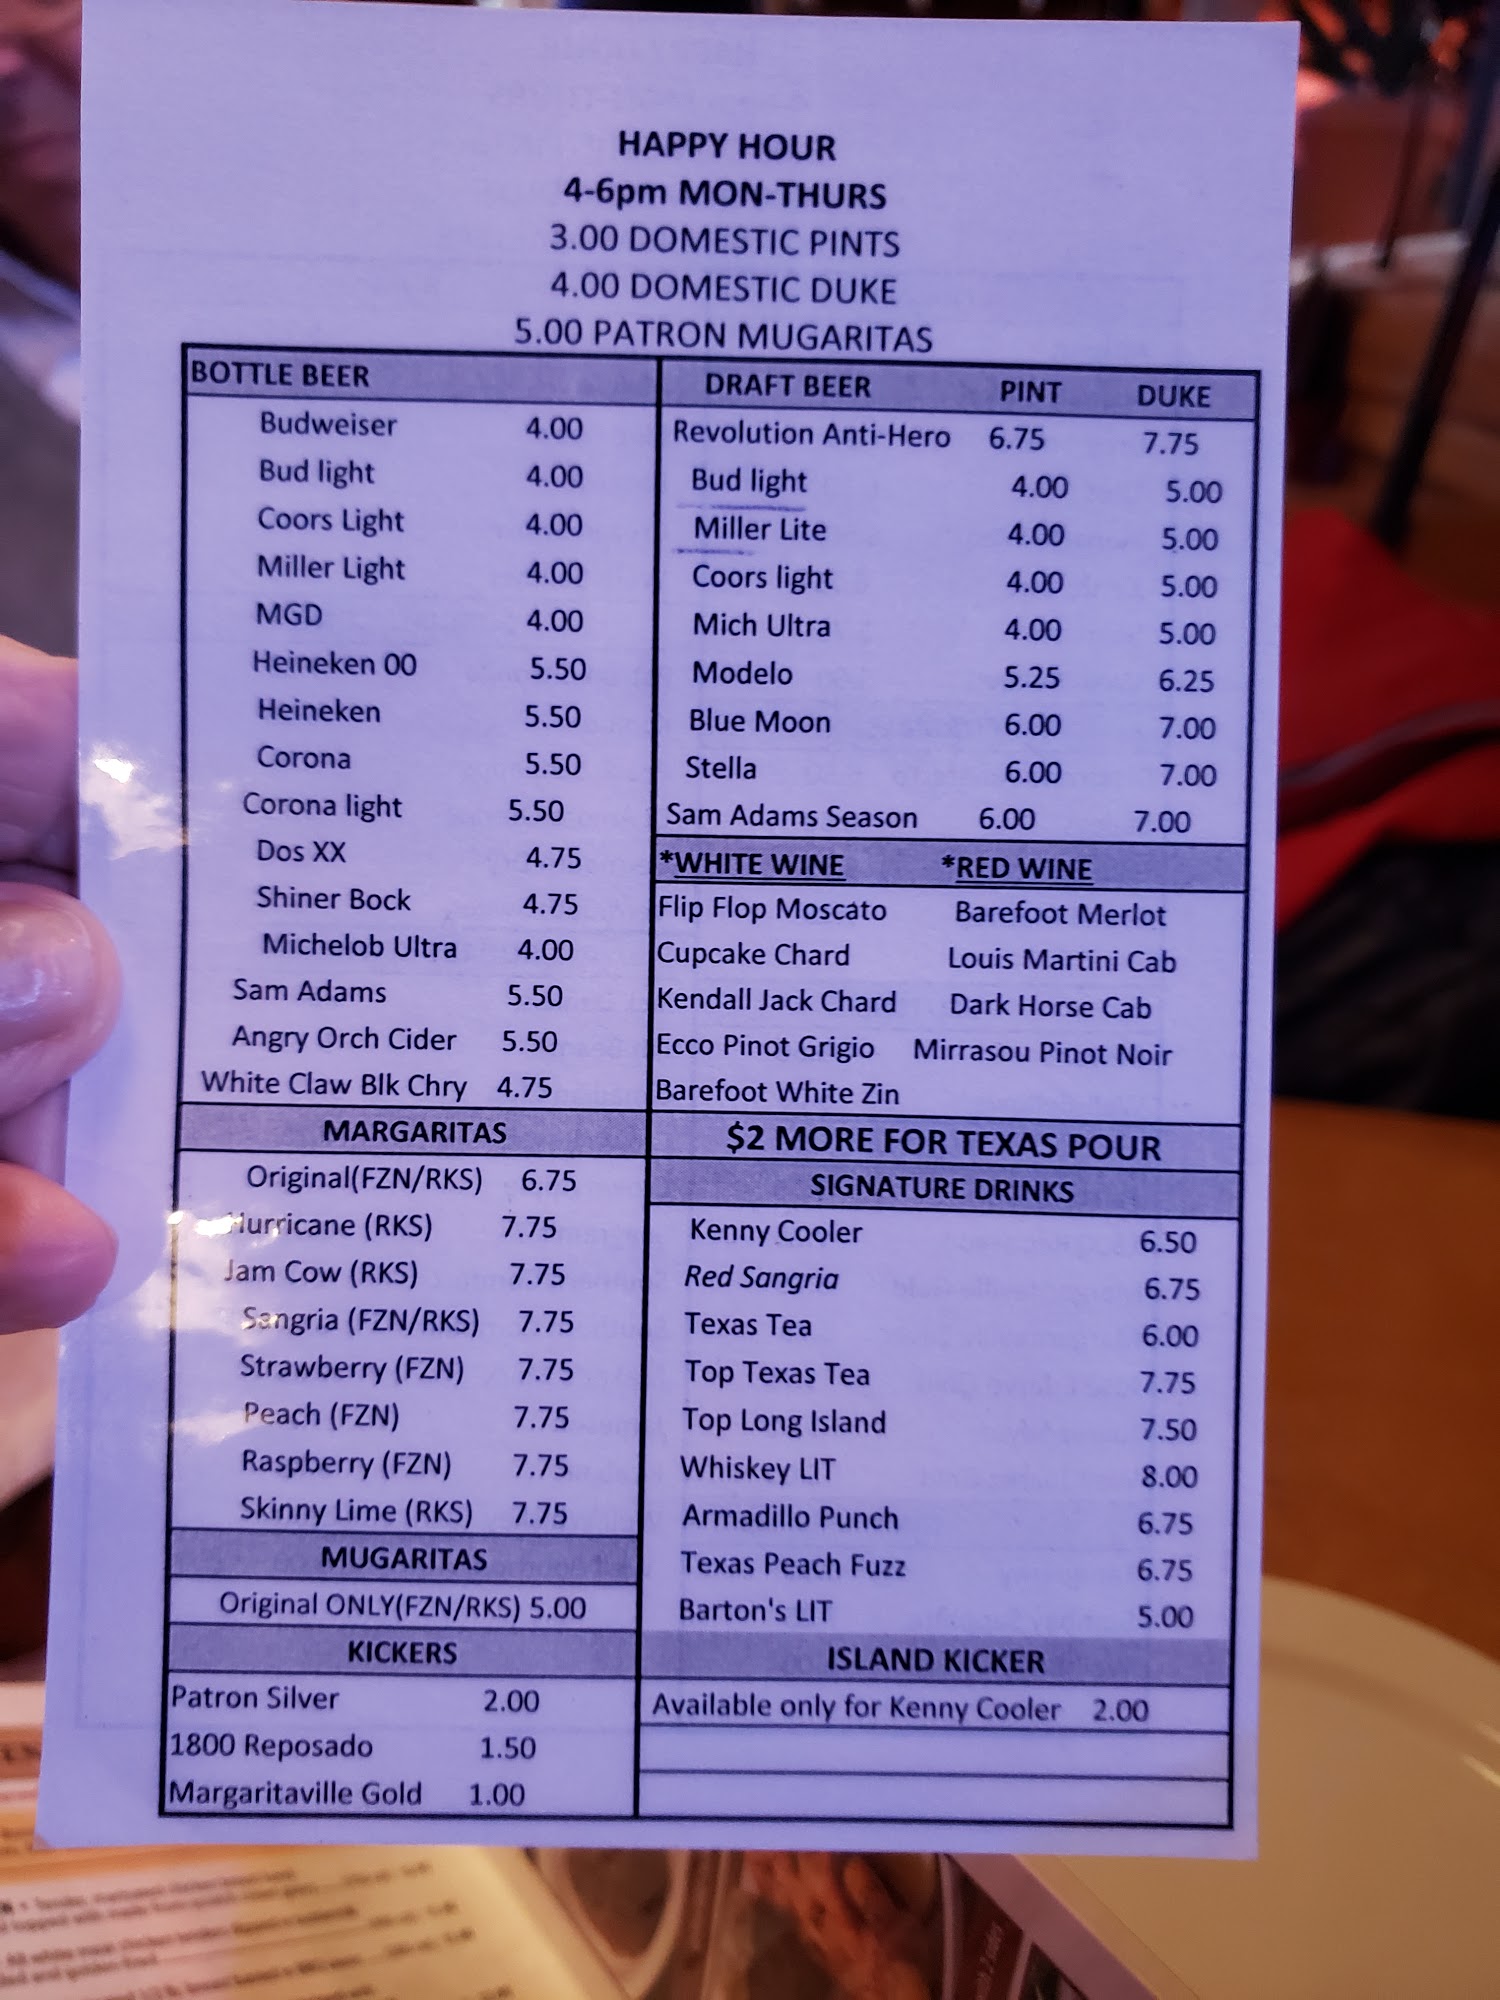 HAPPY HOUR
4-6pm MON-THURS
3.00 DOMESTIC PINTS
4.00 DOMESTIC DUKE
5.00 PATRON MUGARITAS
BOTTLE BEER
Budweiser 4.00
Bud light 4.00
Coors Light 4.00
Miller Light 4.00
MGD 4.00
Heineken 00 5.50
Heineken 5.50
Corona 5.50
Corona light 5.50
Dos XX 4.75
Shiner Bock 4.75
Michelob Ultra 4.00
Sam Adams 5.50
Angry Orch Cider 5.50
White Claw Blk Chry 4.75
MARGARITAS
Original(FZN/RKS) 6.75
Hurricane (RKS) 7.75
Jam Cow (RKS) 7.75
Sangria (FZN/RKS) 7.75
Strawberry (FZN) 7.75
Peach (FZN) 7.75
Raspberry (FZN) 7.75
Skinny Lime (RKS) 7.75
MUGARITAS
Original ONLY(FZN/RKS) 5.00
KICKERS
Patron Silver 2.00
1800 Reposado 1.50
Margaritaville Gold 1.00
DRAFT BEER PINT DUKE
Revolution Anti-Hero 6.75 7.75
Bud light 4.00 5.00
Miller Lite 4.00 5.00
Coors light 4.00 5.00
Mich Ultra 4.00 5.00
Modelo 5.25 6.25
Blue Moon 6.00 7.00
Stella 6.00 7.00
Sam Adams Season 6.00 7.00
*WHITE WINE *RED WINE
Flip Flop Moscato Barefoot Merlot
Cupcake Chard Louis Martini Cab
Kendall Jack Chard Dark Horse Cab
Ecco Pinot Grigio Mirrasou Pinot Noir
Barefoot White Zin
$2 MORE FOR TEXAS POUR
SIGNATURE DRINKS
Kenny Cooler 6.50
Red Sangria 6.75
Texas Tea 6.00
Top Texas Tea 7.75
Top Long Island 7.50
Whiskey LIT 8.00
Armadillo Punch 6.75
Texas Peach Fuzz 6.75
Barton's LIT 5.00
ISLAND KICKER
Available only for Kenny Cooler 2.00